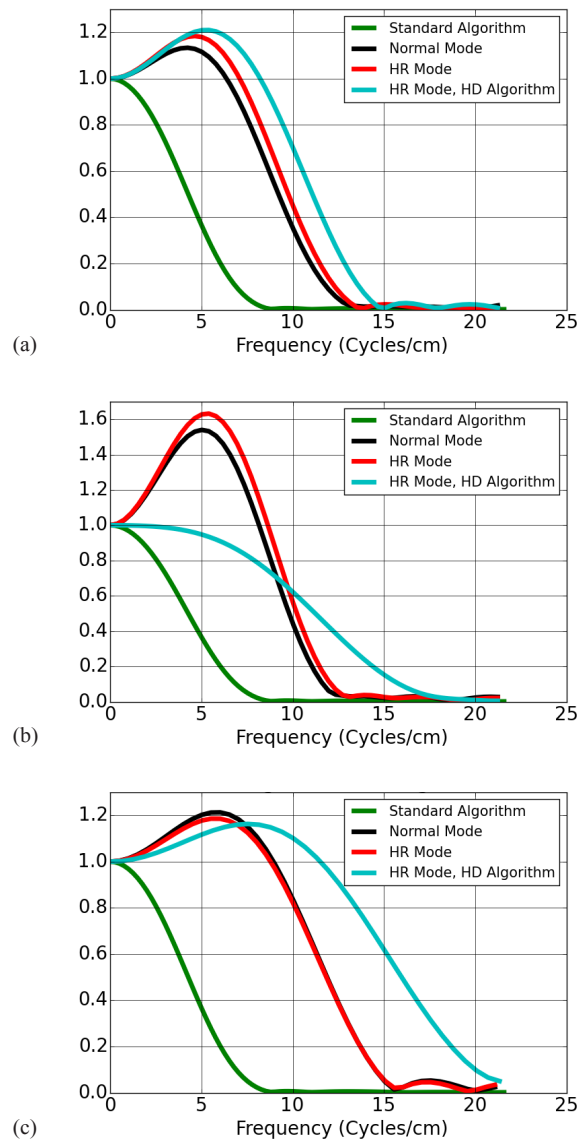 1.2
1.0
0.8
0.6
0.4
0.2
0.0
0 5 10 15 20 25
Frequency (Cycles/cm)
Standard Algorithm
Normal Mode
HR Mode
HR Mode, HD Algorithm
(a)
1.6
1.4
1.2
1.0
0.8
0.6
0.4
0.2
0.0
0 5 10 15 20 25
Frequency (Cycles/cm)
Standard Algorithm
Normal Mode
HR Mode
HR Mode, HD Algorithm
(b)
1.2
1.0
0.8
0.6
0.4
0.2
0.0
0 5 10 15 20 25
Frequency (Cycles/cm)
Standard Algorithm
Normal Mode
HR Mode
HR Mode, HD Algorithm
(c)